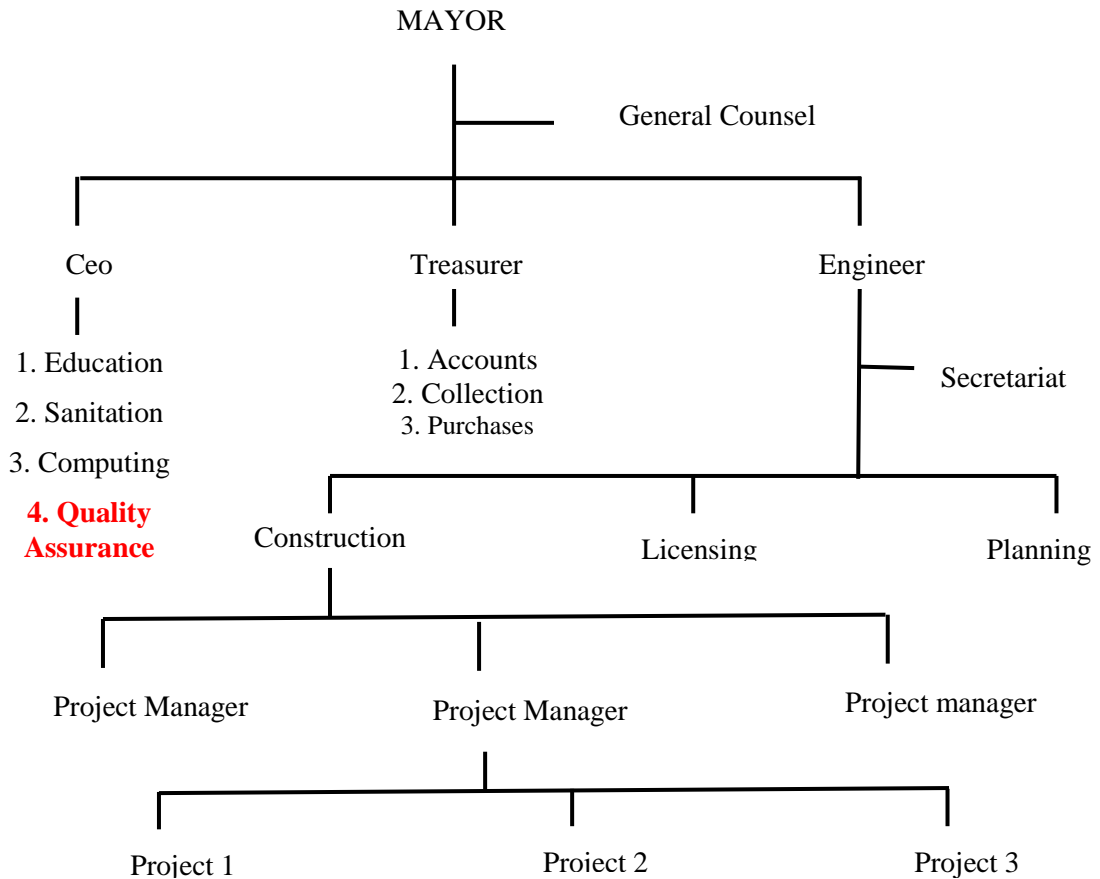 MAYOR
General Counsel
Ceo
Treasurer
Engineer
1. Education
2. Sanitation
3. Computing
4. Quality
Assurance
1. Accounts
2. Collection
3. Purchases
Secretariat
Construction
Licensing
Planning
Project Manager
Project Manager
Project manager
Project 1
Project 2
Project 3